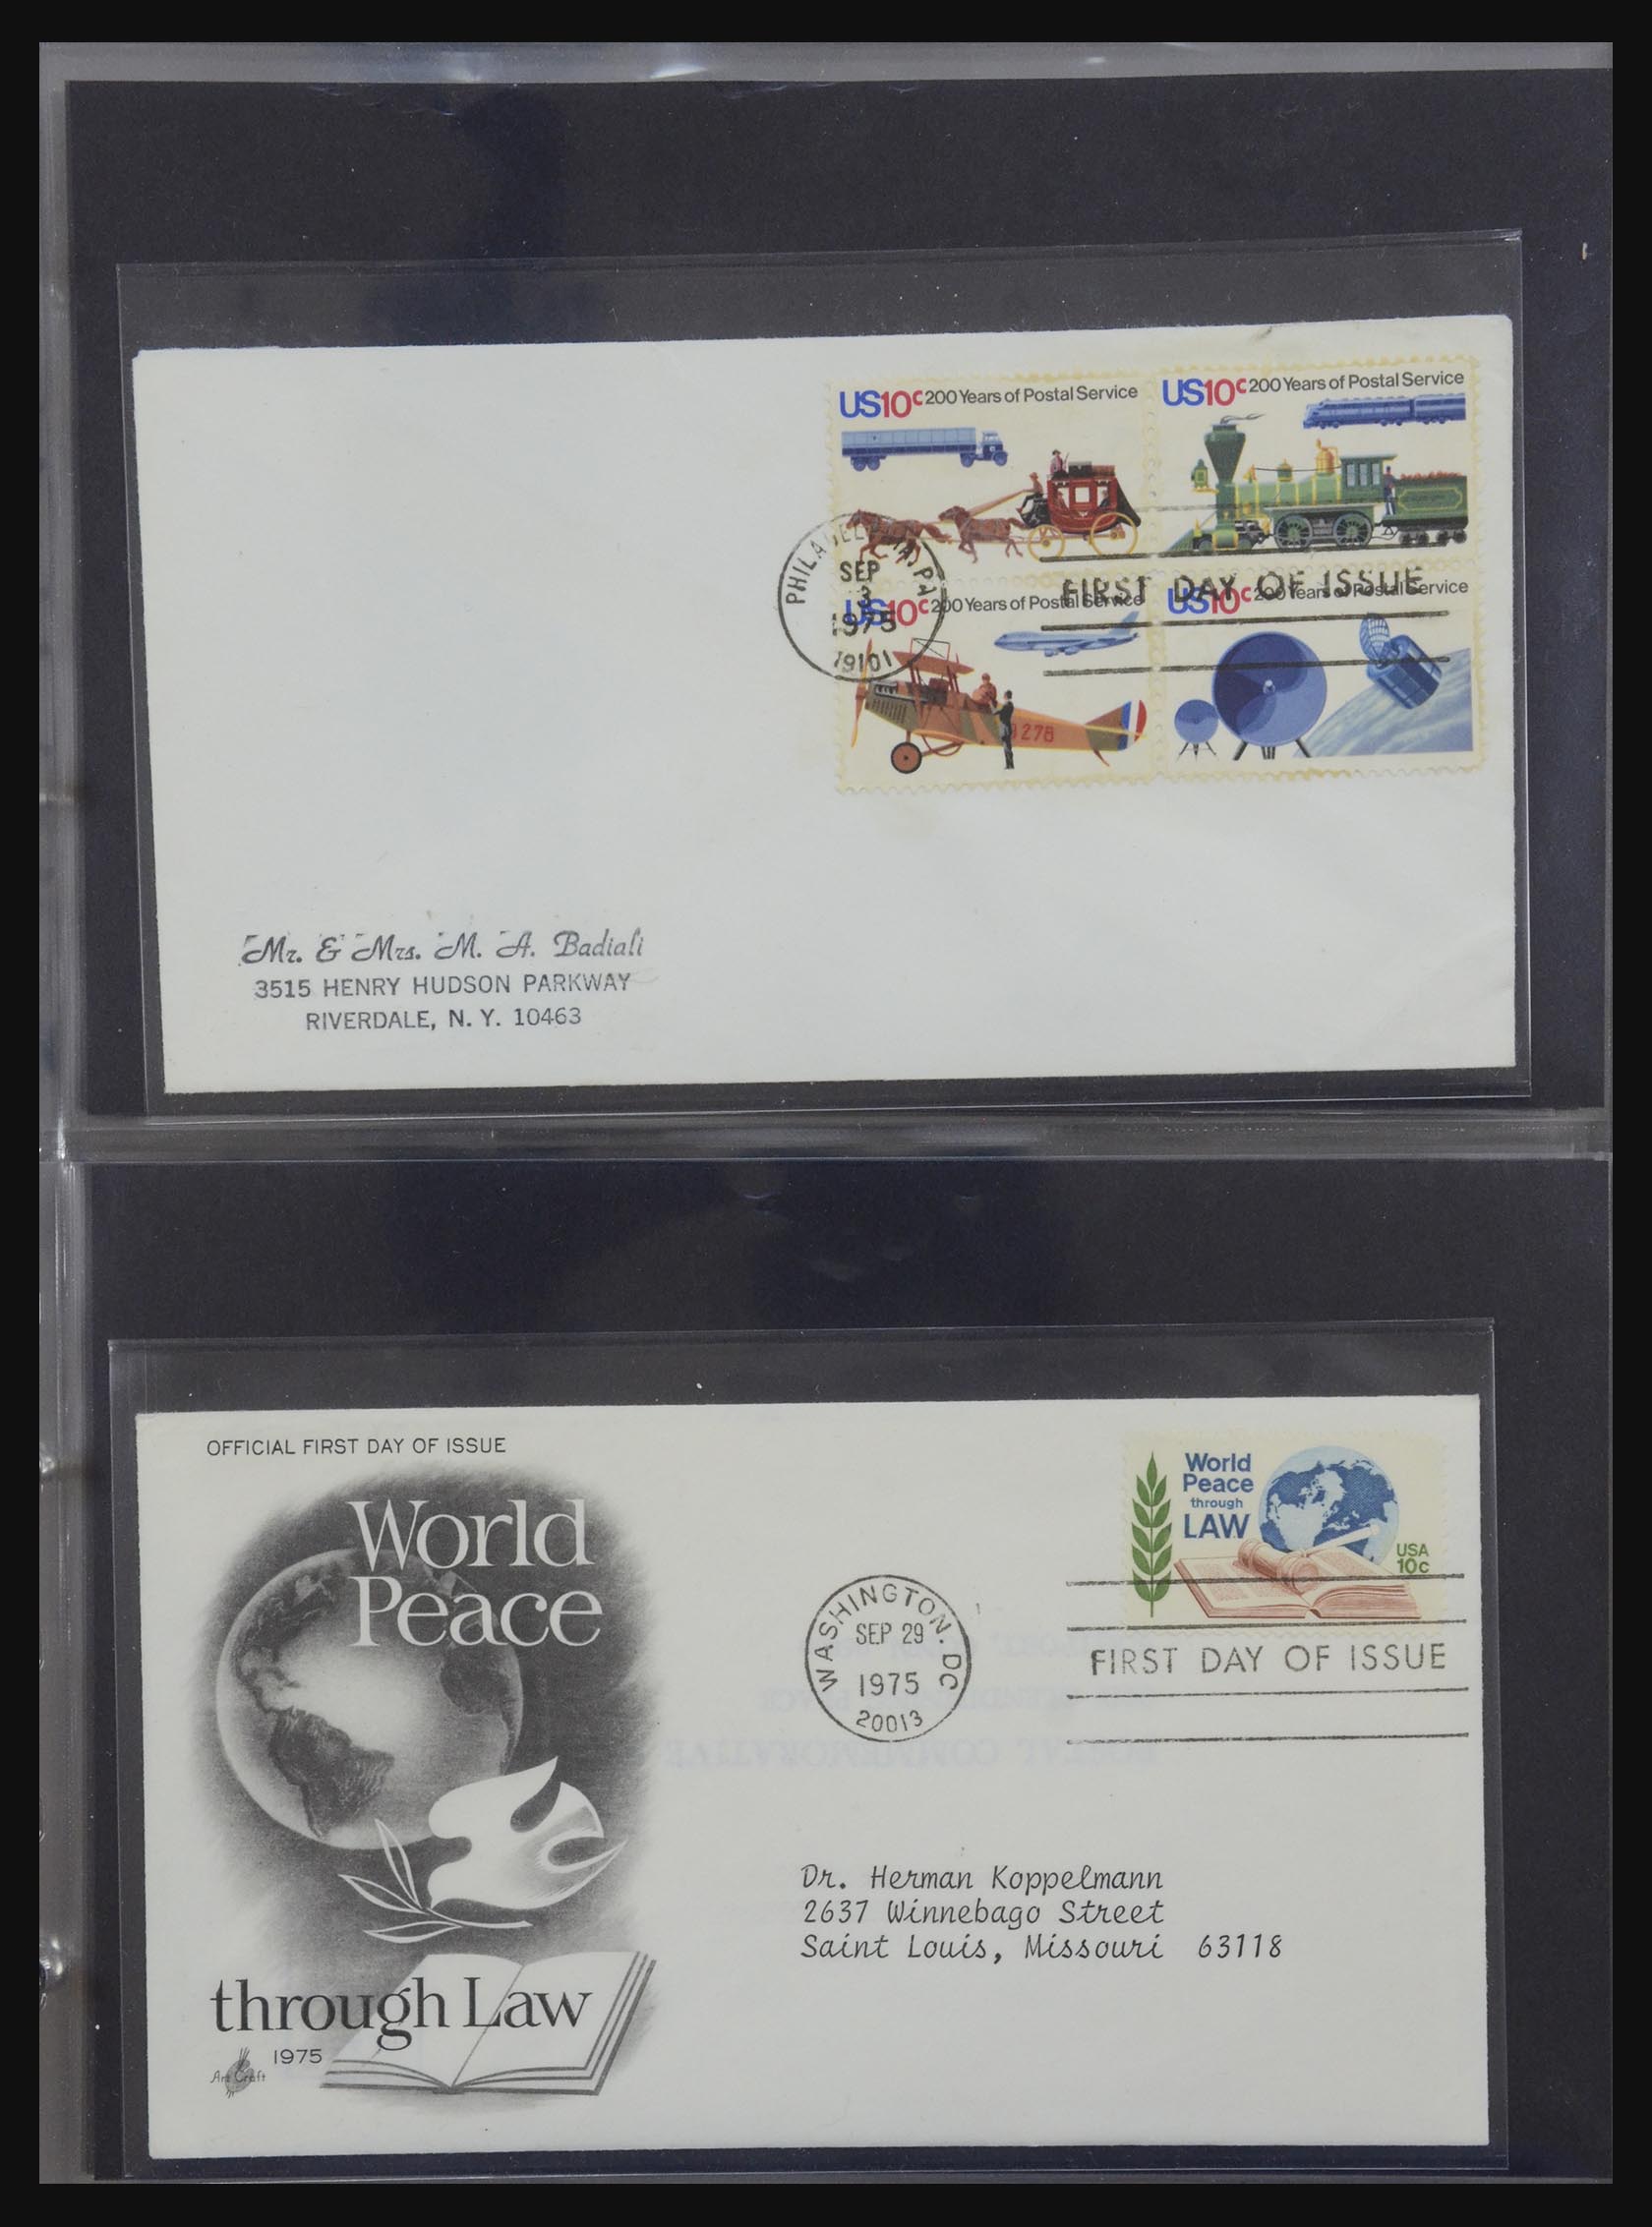 US10c 200 Years of Postal Service
US10c 200 Years of Postal Service
PHILADELPHIA, PA
SEP
3
1975
19101
FIRST DAY OF ISSUE
US10c 200 Years of Postal Service
US10c 200 Years of Postal Service
278
Mr. & Mrs. M. A. Badiali
3515 HENRY HUDSON PARKWAY
RIVERDALE, N. Y. 10463
OFFICIAL FIRST DAY OF ISSUE
World
Peace
through Law
1975
Art Craft
World
Peace
through
LAW
USA
10c
WASHINGTON. DC
SEP 29
1975
20013
FIRST DAY OF ISSUE
Dr. Herman Koppelmann
2637 Winnebago Street
Saint Louis, Missouri 63118